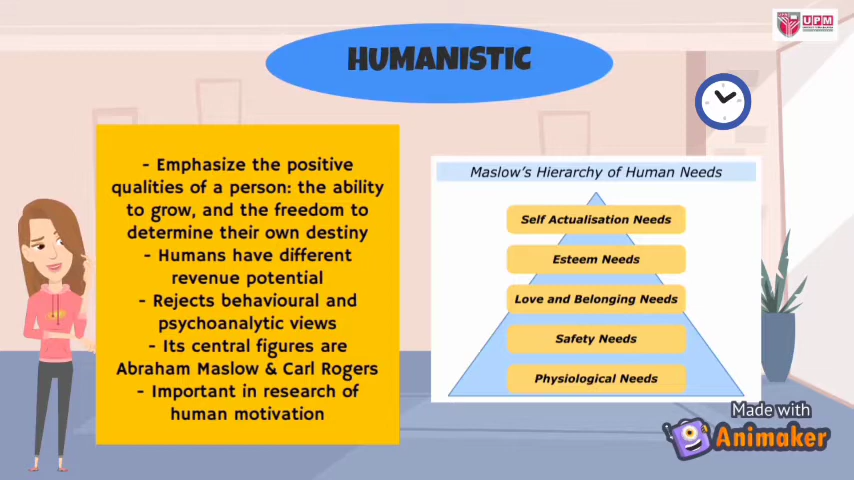 UPM
HUMANISTIC
- Emphasize the positive
qualities of a person: the ability
to grow, and the freedom to
determine their own destiny
- Humans have different
revenue potential
- Rejects behavioural and
psychoanalytic views
- Its central figures are
Abraham Maslow & Carl Rogers
- Important in research of
human motivation
Maslow's Hierarchy of Human Needs
Self Actualisation Needs
Esteem Needs
Love and Belonging Needs
Safety Needs
Physiological Needs
Made with
Animaker